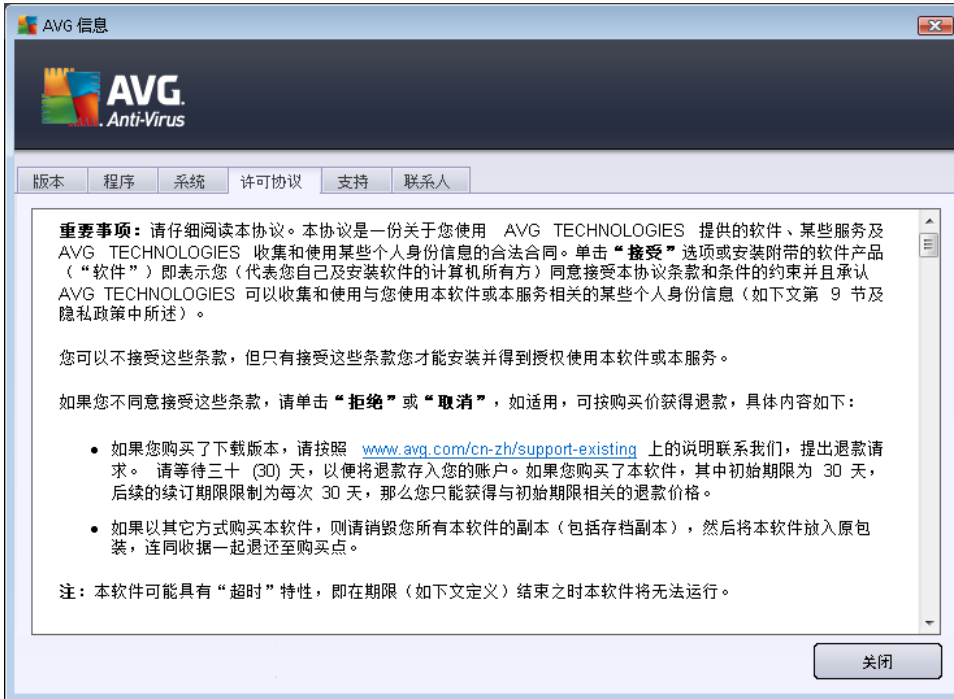 AVG 信息
AVG.
Anti-Virus
版本 程序 系统 许可协议 支持 联系人
重要事项：请仔细阅读本协议。本协议是一份关于您使用 AVG TECHNOLOGIES 提供的软件、某些服务及
AVG TECHNOLOGIES 收集和使用某些个人身份信息的合法合同。单击“接受”选项或安装附带的软件产品
（“软件”）即表示您（代表您自己及安装软件的计算机所有方）同意接受本协议条款和条件的约束并且承认
AVG TECHNOLOGIES 可以收集和使用与您使用本软件或本服务相关的某些个人身份信息（如下文第 9 节及
隐私政策中所述）。
您可以不接受这些条款，但只有接受这些条款您才能安装并得到授权使用本软件或本服务。
如果您不同意接受这些条款，请单击“拒绝”或“取消”，如适用，可按购买价获得退款，具体内容如下：
• 如果您购买了下载版本，请按照 www.avg.com/cn-zh/support-existing 上的说明联系我们，提出退款请
求。 请等待三十 (30) 天，以便将退款存入您的账户。如果您购买了本软件，其中初始期限为 30 天，
后续的续订期限限制为每次 30 天，那么您只能获得与初始期限相关的退款价格。
• 如果以其它方式购买本软件，则请销毁您所有本软件的副本（包括存档副本），然后将本软件放入原包
装，连同收据一起退还至购买点。
注：本软件可能具有“超时”特性，即在期限（如下文定义）结束之时本软件将无法运行。
关闭